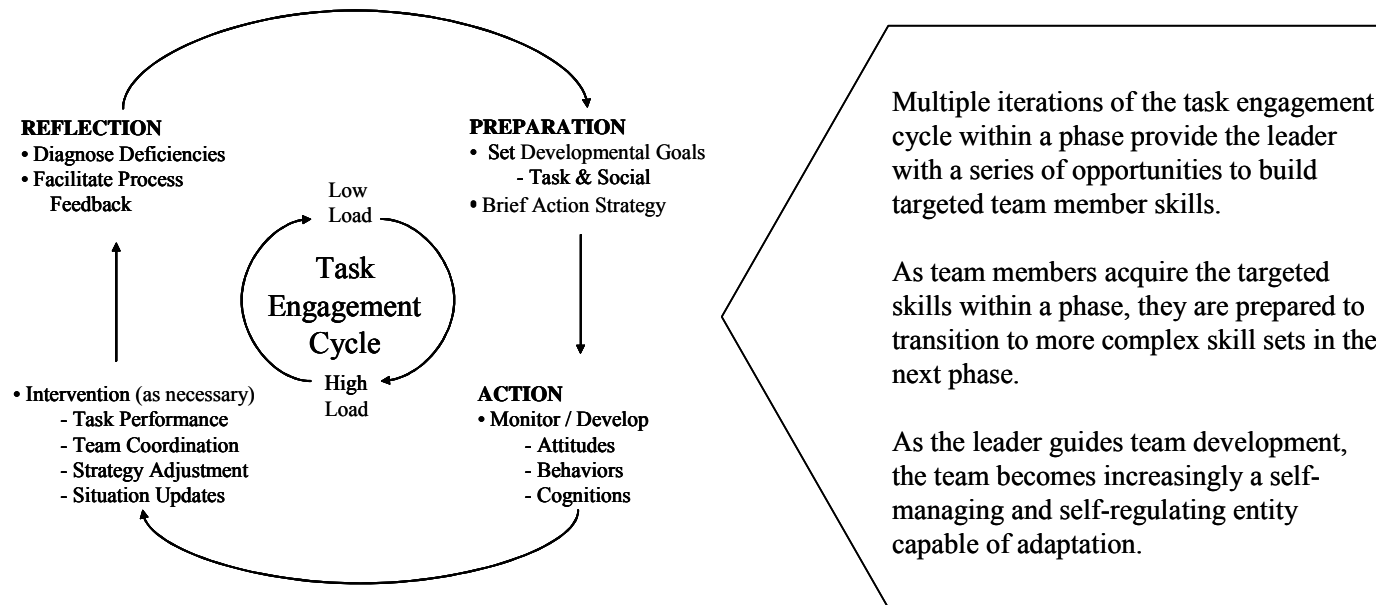 REFLECTION
• Diagnose Deficiencies
• Facilitate Process
Feedback
PREPARATION
• Set Developmental Goals
- Task & Social
• Brief Action Strategy
Low
Load
Task
Engagement
Cycle
High
Load
• Intervention (as necessary)
- Task Performance
- Team Coordination
- Strategy Adjustment
- Situation Updates
ACTION
• Monitor / Develop
- Attitudes
- Behaviors
- Cognitions
Multiple iterations of the task engagement
cycle within a phase provide the leader
with a series of opportunities to build
targeted team member skills.
As team members acquire the targeted
skills within a phase, they are prepared to
transition to more complex skill sets in the
next phase.
As the leader guides team development,
the team becomes increasingly a self-
managing and self-regulating entity
capable of adaptation.